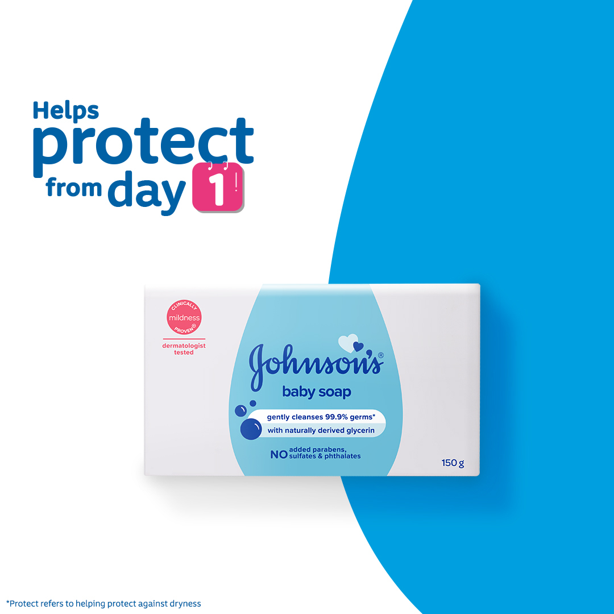 Helps
protect
from day 1!
CLINICALLY
mildness
PROVEN®
dermatologist
tested
Johnson's®
baby soap
gently cleanses 99.9% germs*
with naturally derived glycerin
NO added parabens,
sulfates & phthalates
150 g
*Protect refers to helping protect against dryness